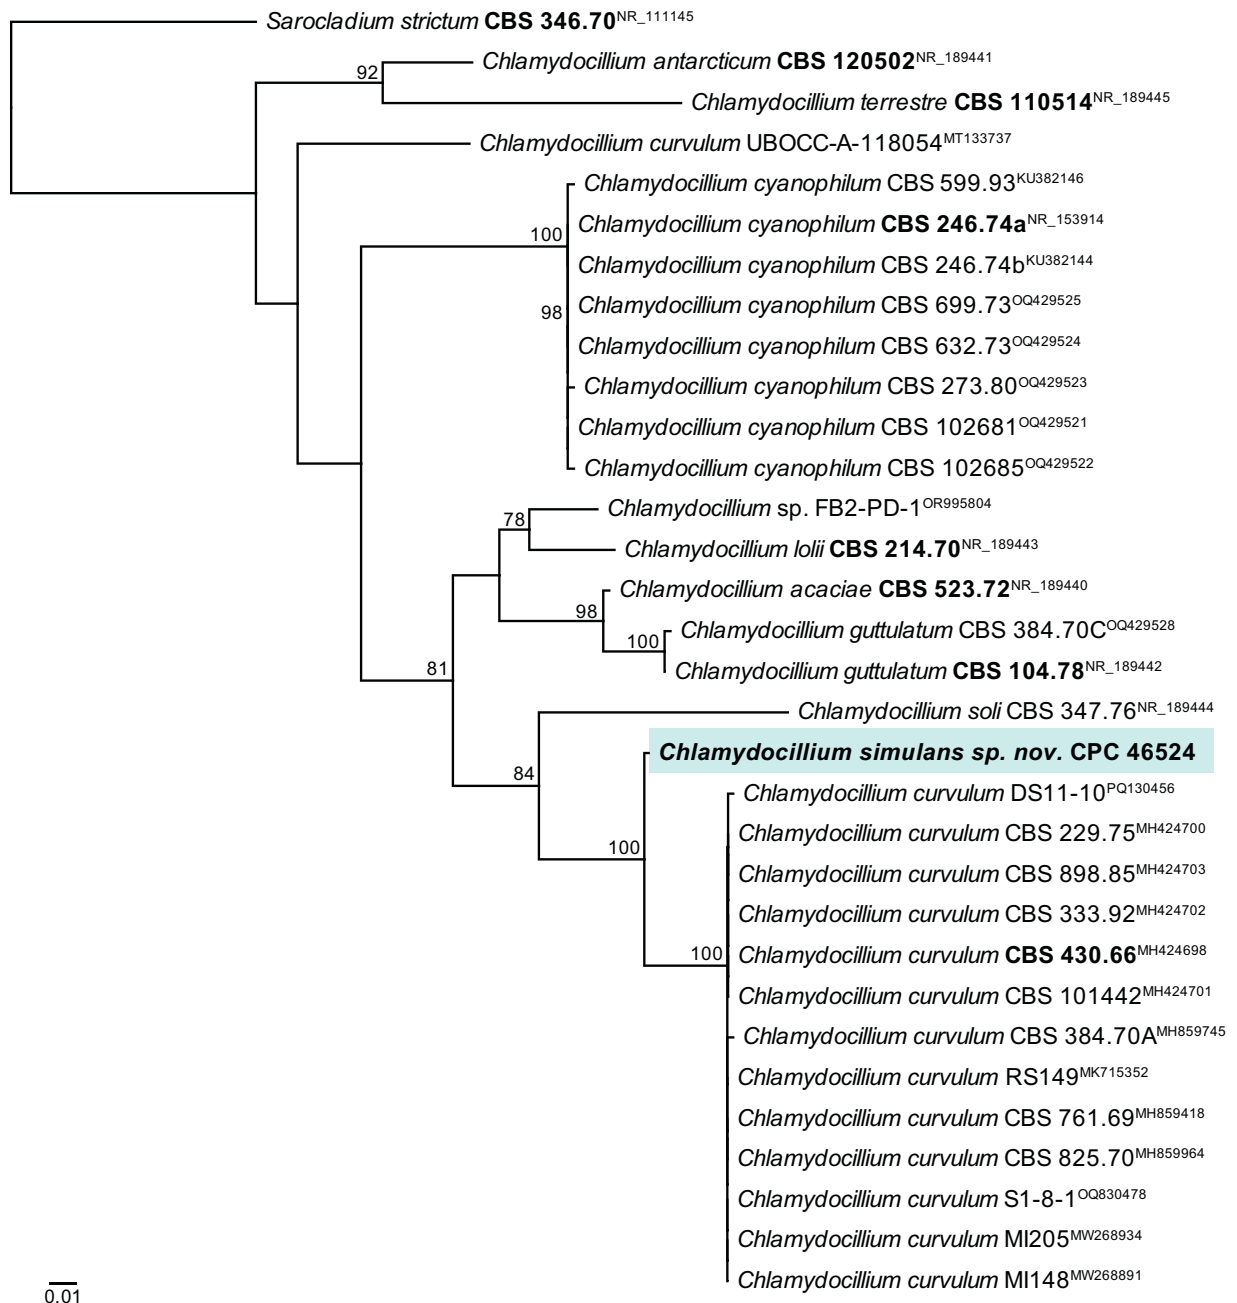 Sarocladium strictum CBS 346.70NR_111145
92
Chlamydocillium antarcticum CBS 120502NR_189441
Chlamydocillium terrestre CBS 110514NR_189445
Chlamydocillium curvulum UBOCC-A-118054MT133737
Chlamydocillium cyanophilum CBS 599.93KU382146
Chlamydocillium cyanophilum CBS 246.74aNR_153914
100
Chlamydocillium cyanophilum CBS 246.74bKU382144
Chlamydocillium cyanophilum CBS 699.73OQ429525
98
Chlamydocillium cyanophilum CBS 632.73OQ429524
Chlamydocillium cyanophilum CBS 273.80OQ429523
Chlamydocillium cyanophilum CBS 102681OQ429521
Chlamydocillium cyanophilum CBS 102685OQ429522
Chlamydocillium sp. FB2-PD-1OR995804
78
Chlamydocillium lolii CBS 214.70NR_189443
Chlamydocillium acaciae CBS 523.72NR_189440
98
Chlamydocillium guttulatum CBS 384.70COQ429528
100
Chlamydocillium guttulatum CBS 104.78NR_189442
81
Chlamydocillium soli CBS 347.76NR_189444
Chlamydocillium simulans sp. nov. CPC 46524
84
Chlamydocillium curvulum DS11-10PQ130456
Chlamydocillium curvulum CBS 229.75MH424700
100
Chlamydocillium curvulum CBS 898.85MH424703
Chlamydocillium curvulum CBS 333.92MH424702
100
Chlamydocillium curvulum CBS 430.66MH424698
Chlamydocillium curvulum CBS 101442MH424701
Chlamydocillium curvulum CBS 384.70AMH859745
Chlamydocillium curvulum RS149MK715352
Chlamydocillium curvulum CBS 761.69MH859418
Chlamydocillium curvulum CBS 825.70MH859964
Chlamydocillium curvulum S1-8-1OQ830478
Chlamydocillium curvulum MI205MW268934
Chlamydocillium curvulum MI148MW268891
0.01